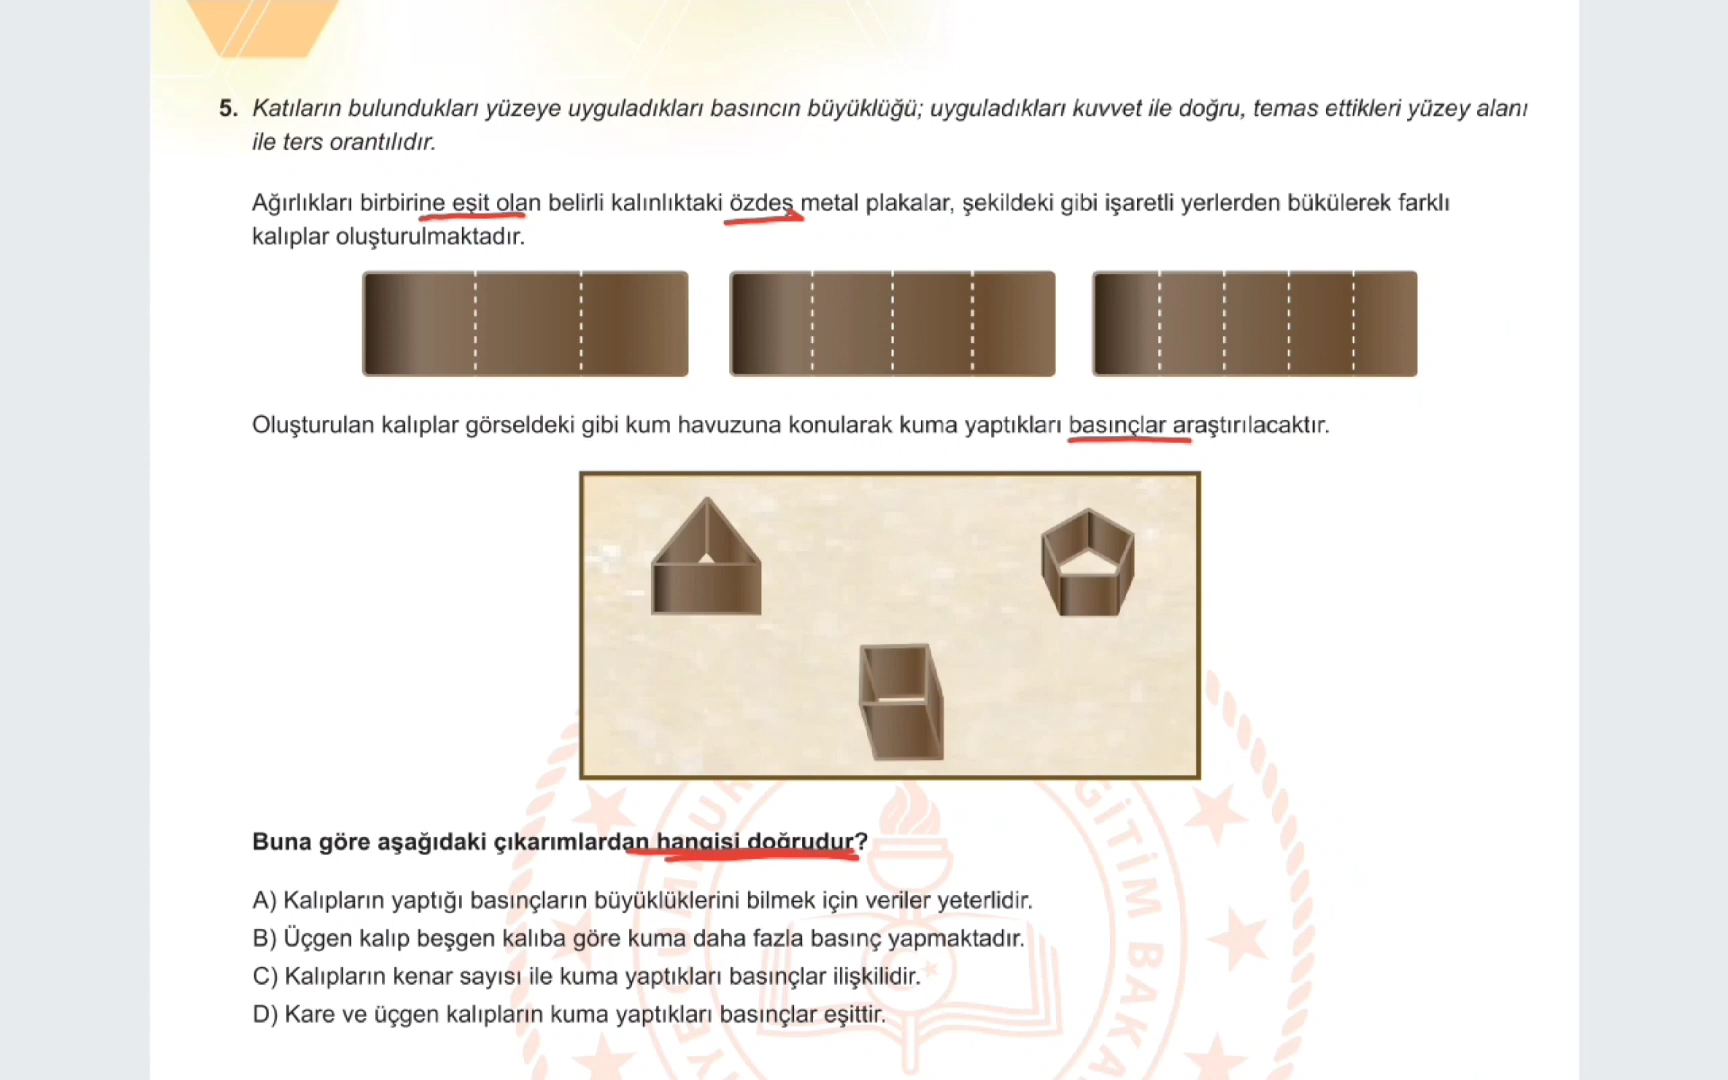 5. Katıların bulundukları yüzeye uyguladıkları basıncın büyüklüğü; uyguladıkları kuvvet ile doğru, temas ettikleri yüzey alanı
ile ters orantılıdır.
Ağırlıkları birbirine eşit olan belirli kalınlıktaki özdeş metal plakalar, şekildeki gibi işaretli yerlerden bükülerek farklı
kalıplar oluşturulmaktadır.
Oluşturulan kalıplar görseldeki gibi kum havuzuna konularak kuma yaptıkları basınçlar araştırılacaktır.
Buna göre aşağıdaki çıkarımlardan hangisi doğrudur?
A) Kalıpların yaptığı basınçların büyüklüklerini bilmek için veriler yeterlidir.
B) Üçgen kalıp beşgen kalıba göre kuma daha fazla basınç yapmaktadır.
C) Kalıpların kenar sayısı ile kuma yaptıkları basınçlar ilişkilidir.
D) Kare ve üçgen kalıpların kuma yaptıkları basınçlar eşittir.